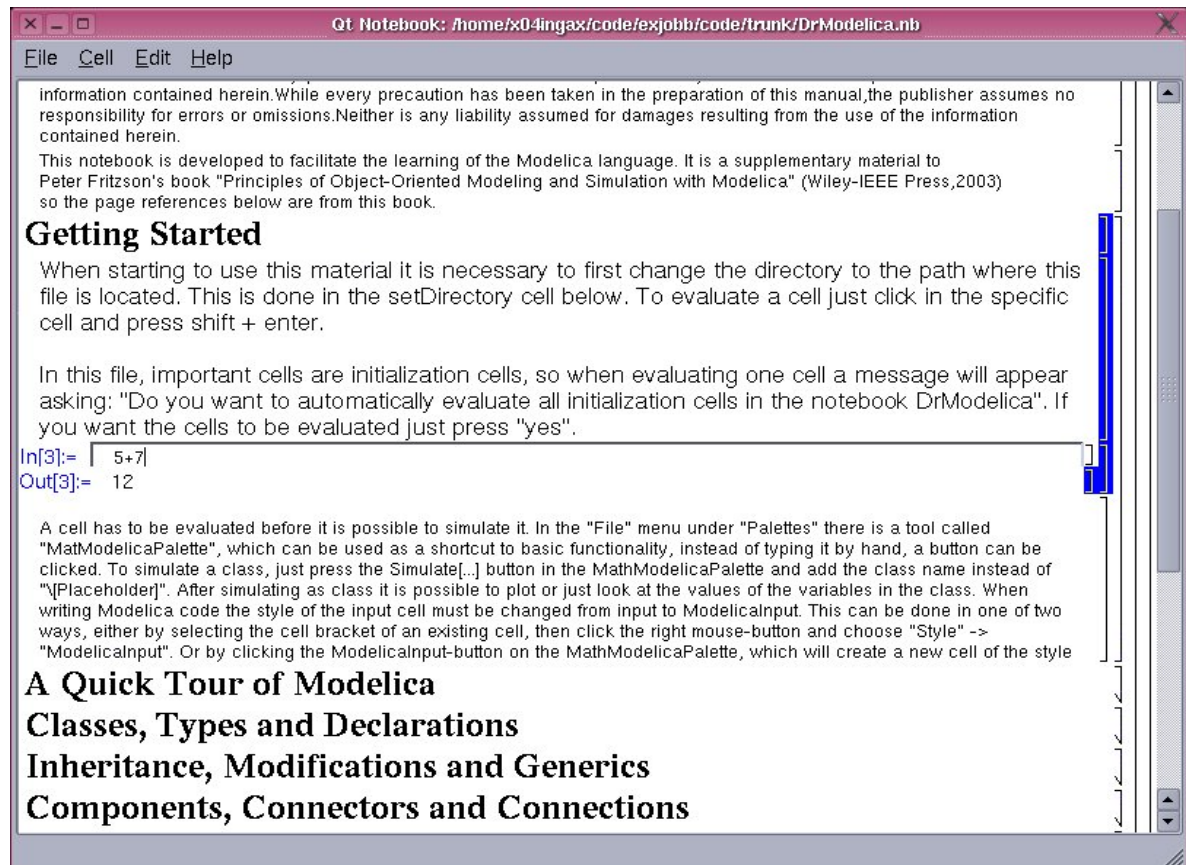 Qt Notebook: /home/x04ingax/code/exjobb/code/trunk/DrModelica.nb
File Cell Edit Help
information contained herein.While every precaution has been taken in the preparation of this manual,the publisher assumes no
responsibility for errors or omissions.Neither is any liability assumed for damages resulting from the use of the information
contained herein.
This notebook is developed to facilitate the learning of the Modelica language. It is a supplementary material to
Peter Fritzson's book "Principles of Object-Oriented Modeling and Simulation with Modelica" (Wiley-IEEE Press,2003)
so the page references below are from this book.
Getting Started
When starting to use this material it is necessary to first change the directory to the path where this
file is located. This is done in the setDirectory cell below. To evaluate a cell just click in the specific
cell and press shift + enter.
In this file, important cells are initialization cells, so when evaluating one cell a message will appear
asking: "Do you want to automatically evaluate all initialization cells in the notebook DrModelica". If
you want the cells to be evaluated just press "yes".
In[3]:= 5+7
Out[3]:= 12
A cell has to be evaluated before it is possible to simulate it. In the "File" menu under "Palettes" there is a tool called
"MatModelicaPalette", which can be used as a shortcut to basic functionality, instead of typing it by hand, a button can be
clicked. To simulate a class, just press the Simulate[...] button in the MathModelicaPalette and add the class name instead of
"\[Placeholder]". After simulating as class it is possible to plot or just look at the values of the variables in the class. When
writing Modelica code the style of the input cell must be changed from input to ModelicaInput. This can be done in one of two
ways, either by selecting the cell bracket of an existing cell, then click the right mouse-button and choose "Style" ->
"ModelicaInput". Or by clicking the ModelicaInput-button on the MathModelicaPalette, which will create a new cell of the style
A Quick Tour of Modelica
Classes, Types and Declarations
Inheritance, Modifications and Generics
Components, Connectors and Connections